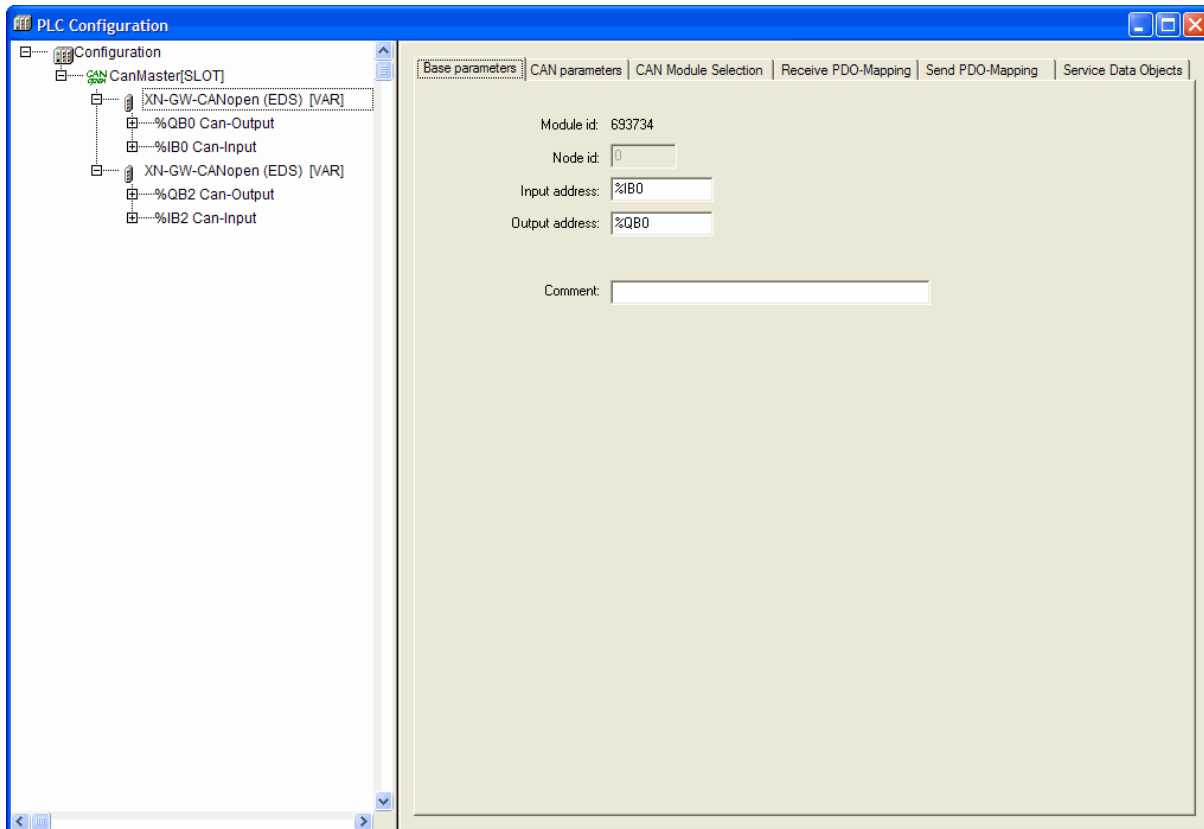 PLC Configuration
Configuration
CAN open CanMaster[SLOT]
XN-GW-CANopen (EDS) [VAR]
%QB0 Can-Output
%IB0 Can-Input
XN-GW-CANopen (EDS) [VAR]
%QB2 Can-Output
%IB2 Can-Input
Base parameters CAN parameters CAN Module Selection Receive PDO-Mapping Send PDO-Mapping Service Data Objects
Module id: 693734
Node id: 0
Input address: %IB0
Output address: %QB0
Comment: